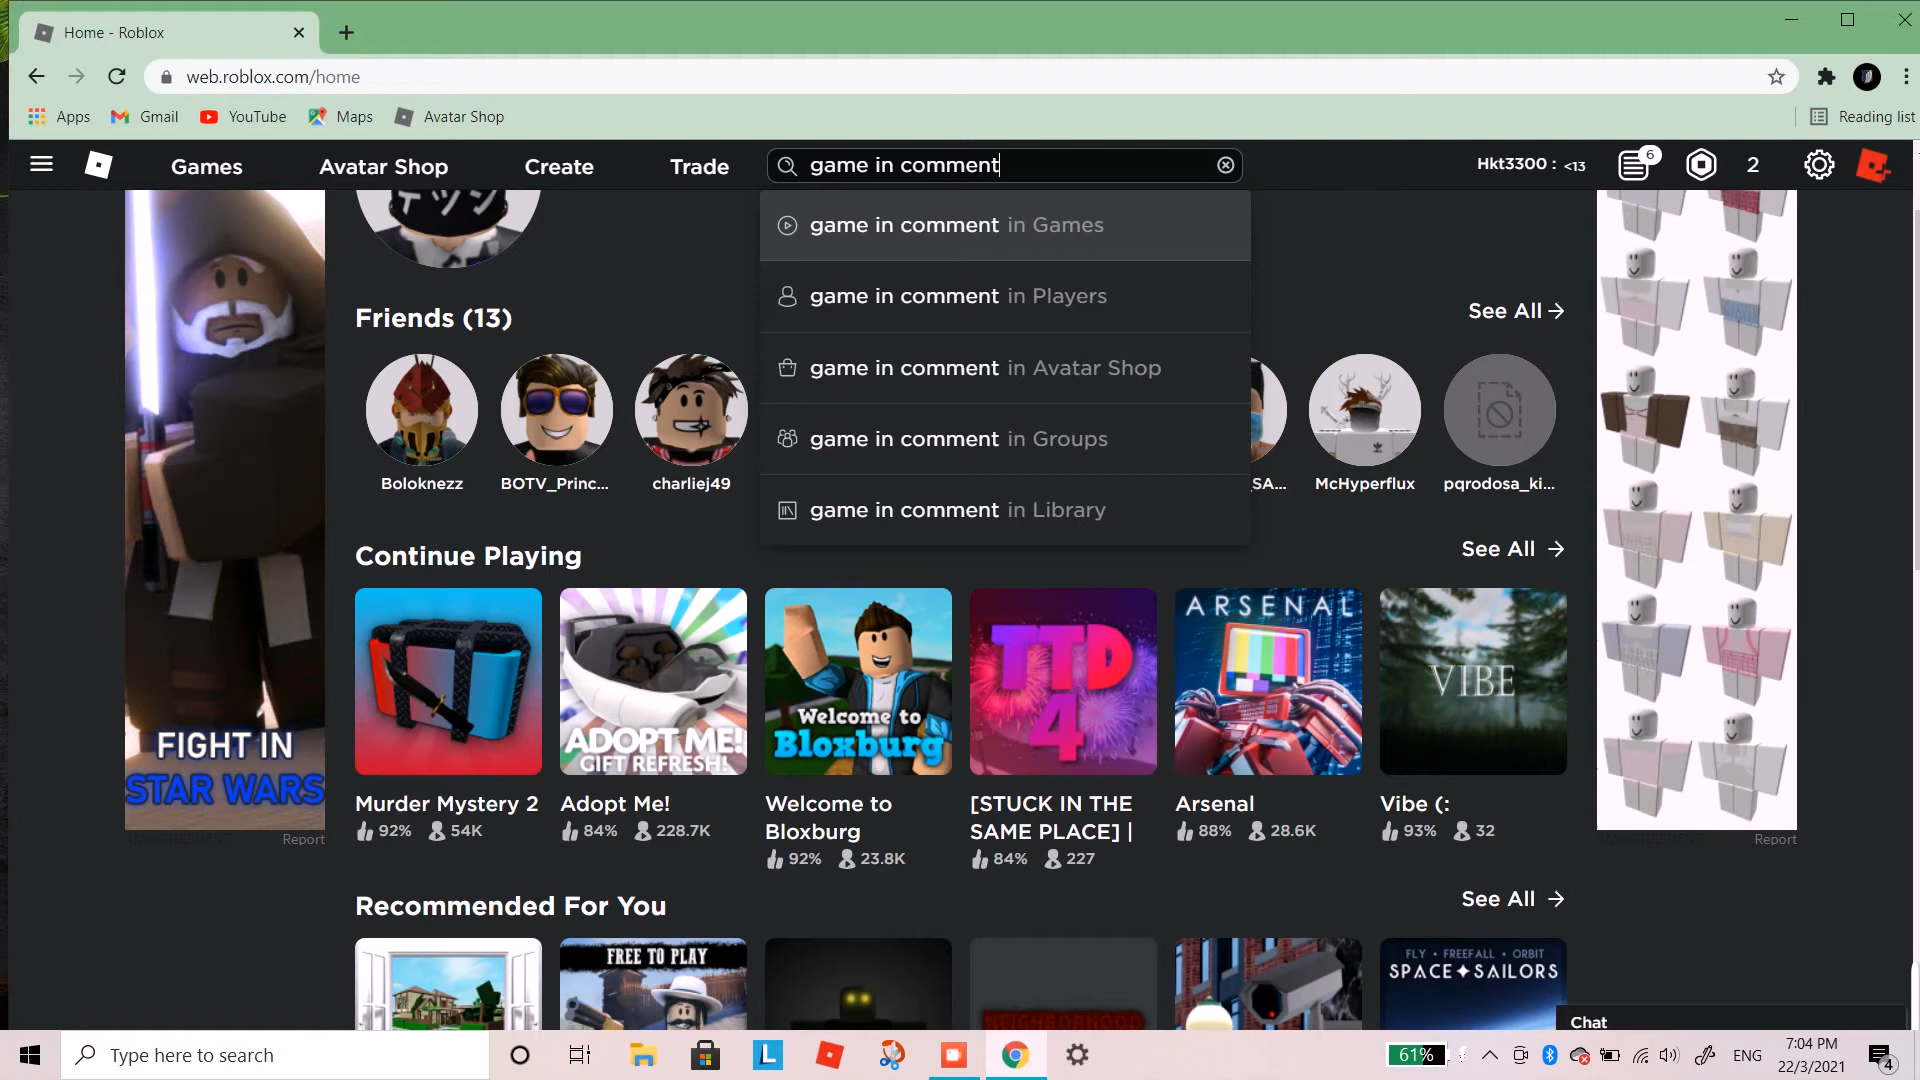 Home - Roblox
web.roblox.com/home
Apps
Gmail
YouTube
Maps
Avatar Shop
Reading list
Games
Avatar Shop
Create
Trade
game in comment
Hkt3300 : <13
6
2
game in comment in Games
game in comment in Players
game in comment in Avatar Shop
game in comment in Groups
game in comment in Library
テツシ
Friends (13)
See All
Boloknezz
BOTV_Princ...
charliej49
_SA...
McHyperflux
pqrodosa_ki...
Continue Playing
See All
ADOPT ME!
GIFT REFRESH!
Welcome to
Bloxburg
TTD
4
ARSENAL
VIBE
FIGHT IN
STAR WARS
Report
Report
Murder Mystery 2
92% 54K
Adopt Me!
84% 228.7K
Welcome to
Bloxburg
92% 23.8K
[STUCK IN THE
SAME PLACE] |
84% 227
Arsenal
88% 28.6K
Vibe (:
93% 32
Recommended For You
See All
FREE TO PLAY
NEIGHBORHOOD
FLY • FREEFALL • ORBIT
SPACE SAILORS
Chat
Type here to search
L
61%
ENG
7:04 PM
22/3/2021
4